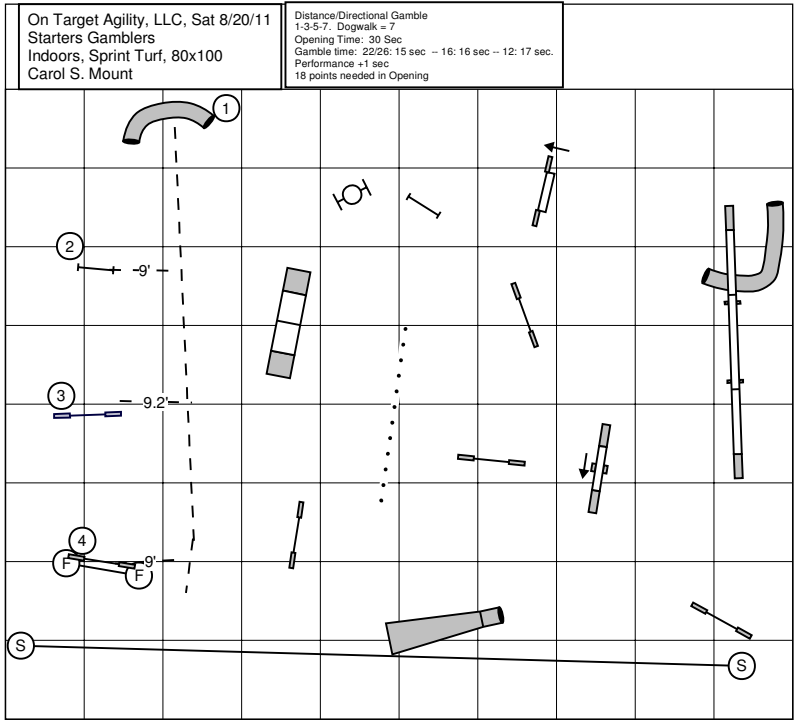 On Target Agility, LLC, Sat 8/20/11
Starters Gamblers
Indoors, Sprint Turf, 80x100
Carol S. Mount
Distance/Directional Gamble
1-3-5-7. Dogwalk = 7
Opening Time: 30 Sec
Gamble time: 22/26: 15 sec -- 16: 16 sec -- 12: 17 sec.
Performance +1 sec
18 points needed in Opening
1
2
9'
3
9.2'
4
9'
F
F
S
S